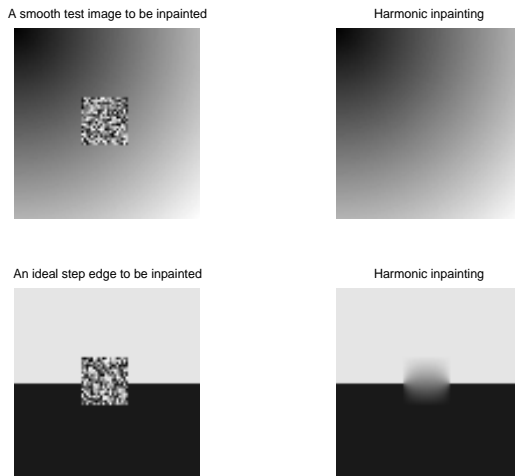 A smooth test image to be inpainted
Harmonic inpainting
An ideal step edge to be inpainted
Harmonic inpainting